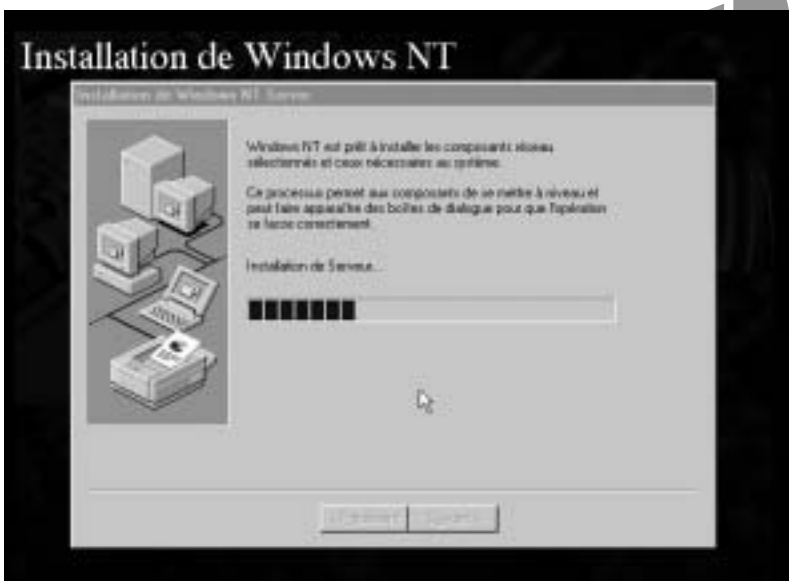 Installation de Windows NT
Installation de Windows NT Server
Windows NT est prêt à installer les composants réseau
sélectionnés et ceux nécessaires au système.
Ce processus permet aux composants de se mettre à niveau et
peut faire apparaître des boîtes de dialogue pour que l'opération
se fasse correctement.
Installation de Serveur...